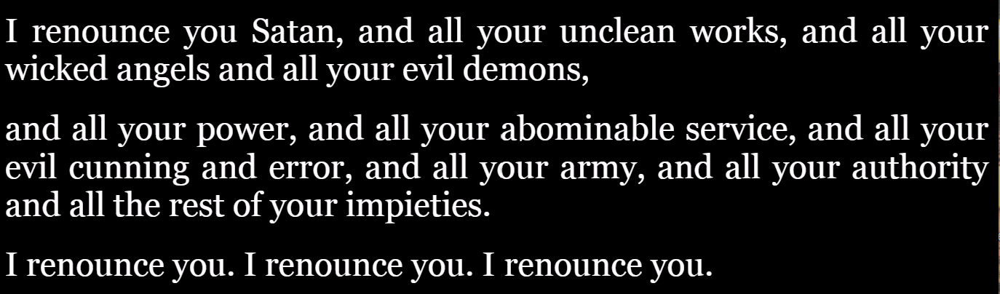 I renounce you Satan, and all your unclean works, and all your
wicked angels and all your evil demons,
and all your power, and all your abominable service, and all your
evil cunning and error, and all your army, and all your authority
and all the rest of your impieties.
I renounce you. I renounce you. I renounce you.